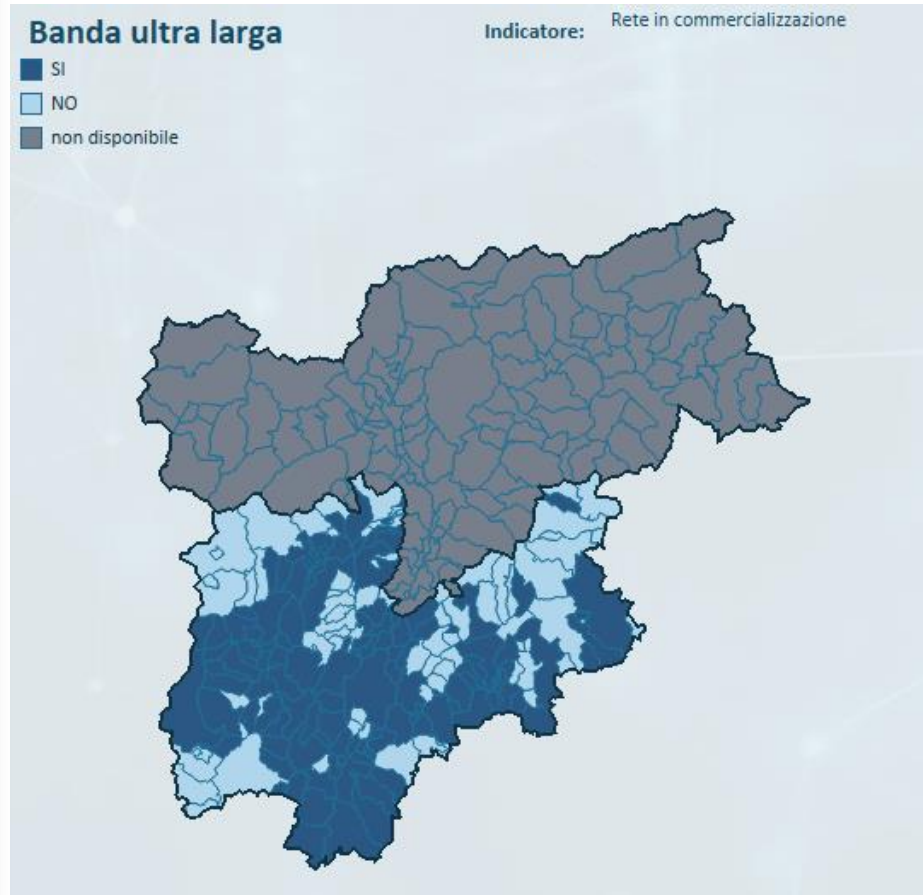 Banda ultra larga
Indicatore:
Rete in commercializzazione
SI
NO
non disponibile